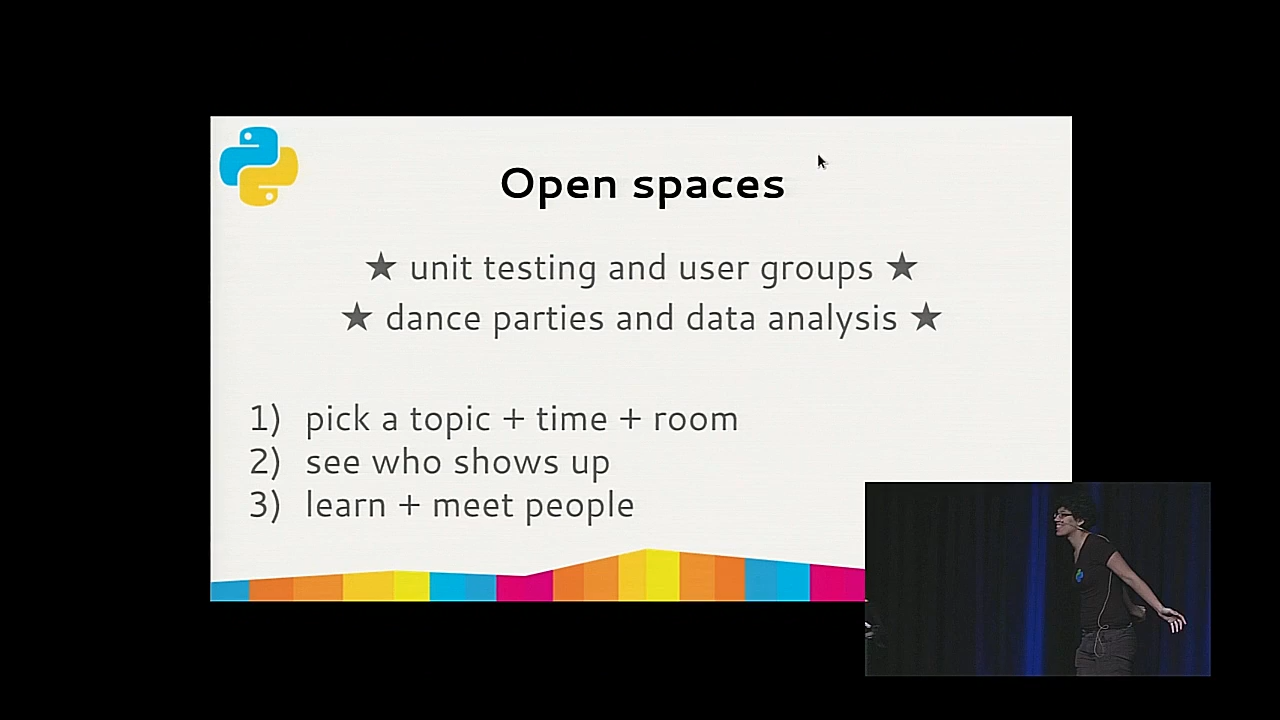 Open spaces
★ unit testing and user groups ★
★ dance parties and data analysis ★
1) pick a topic + time + room
2) see who shows up
3) learn + meet people